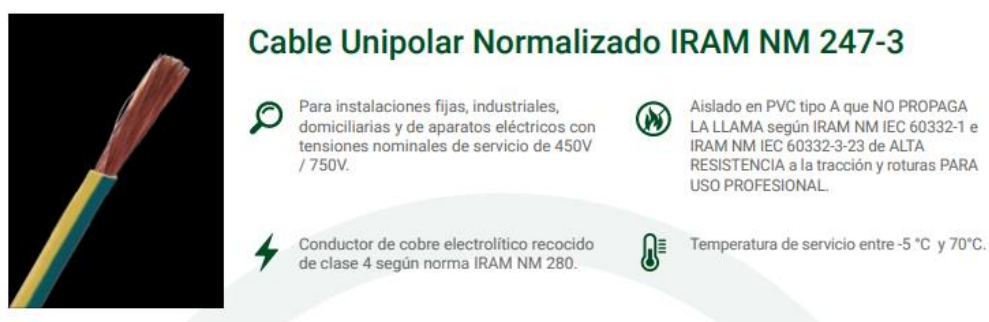 Cable Unipolar Normalizado IRAM NM 247-3
Para instalaciones fijas, industriales,
domiciliarias y de aparatos eléctricos con
tensiones nominales de servicio de 450V
/ 750V.
Aislado en PVC tipo A que NO PROPAGA
LA LLAMA según IRAM NM IEC 60332-1 e
IRAM NM IEC 60332-3-23 de ALTA
RESISTENCIA a la tracción y roturas PARA
USO PROFESIONAL.
Conductor de cobre electrolítico recocido
de clase 4 según norma IRAM NM 280.
Temperatura de servicio entre -5 °C y 70°C.